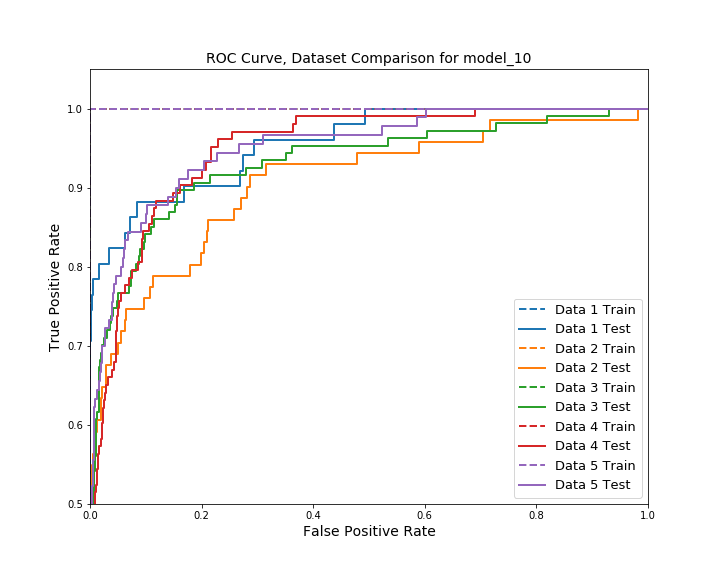 ROC Curve, Dataset Comparison for model_10
True Positive Rate
1.0
0.9
0.8
0.7
0.6
0.5
Data 1 Train
Data 1 Test
Data 2 Train
Data 2 Test
Data 3 Train
Data 3 Test
Data 4 Train
Data 4 Test
Data 5 Train
Data 5 Test
0.0 0.2 0.4 0.6 0.8 1.0
False Positive Rate